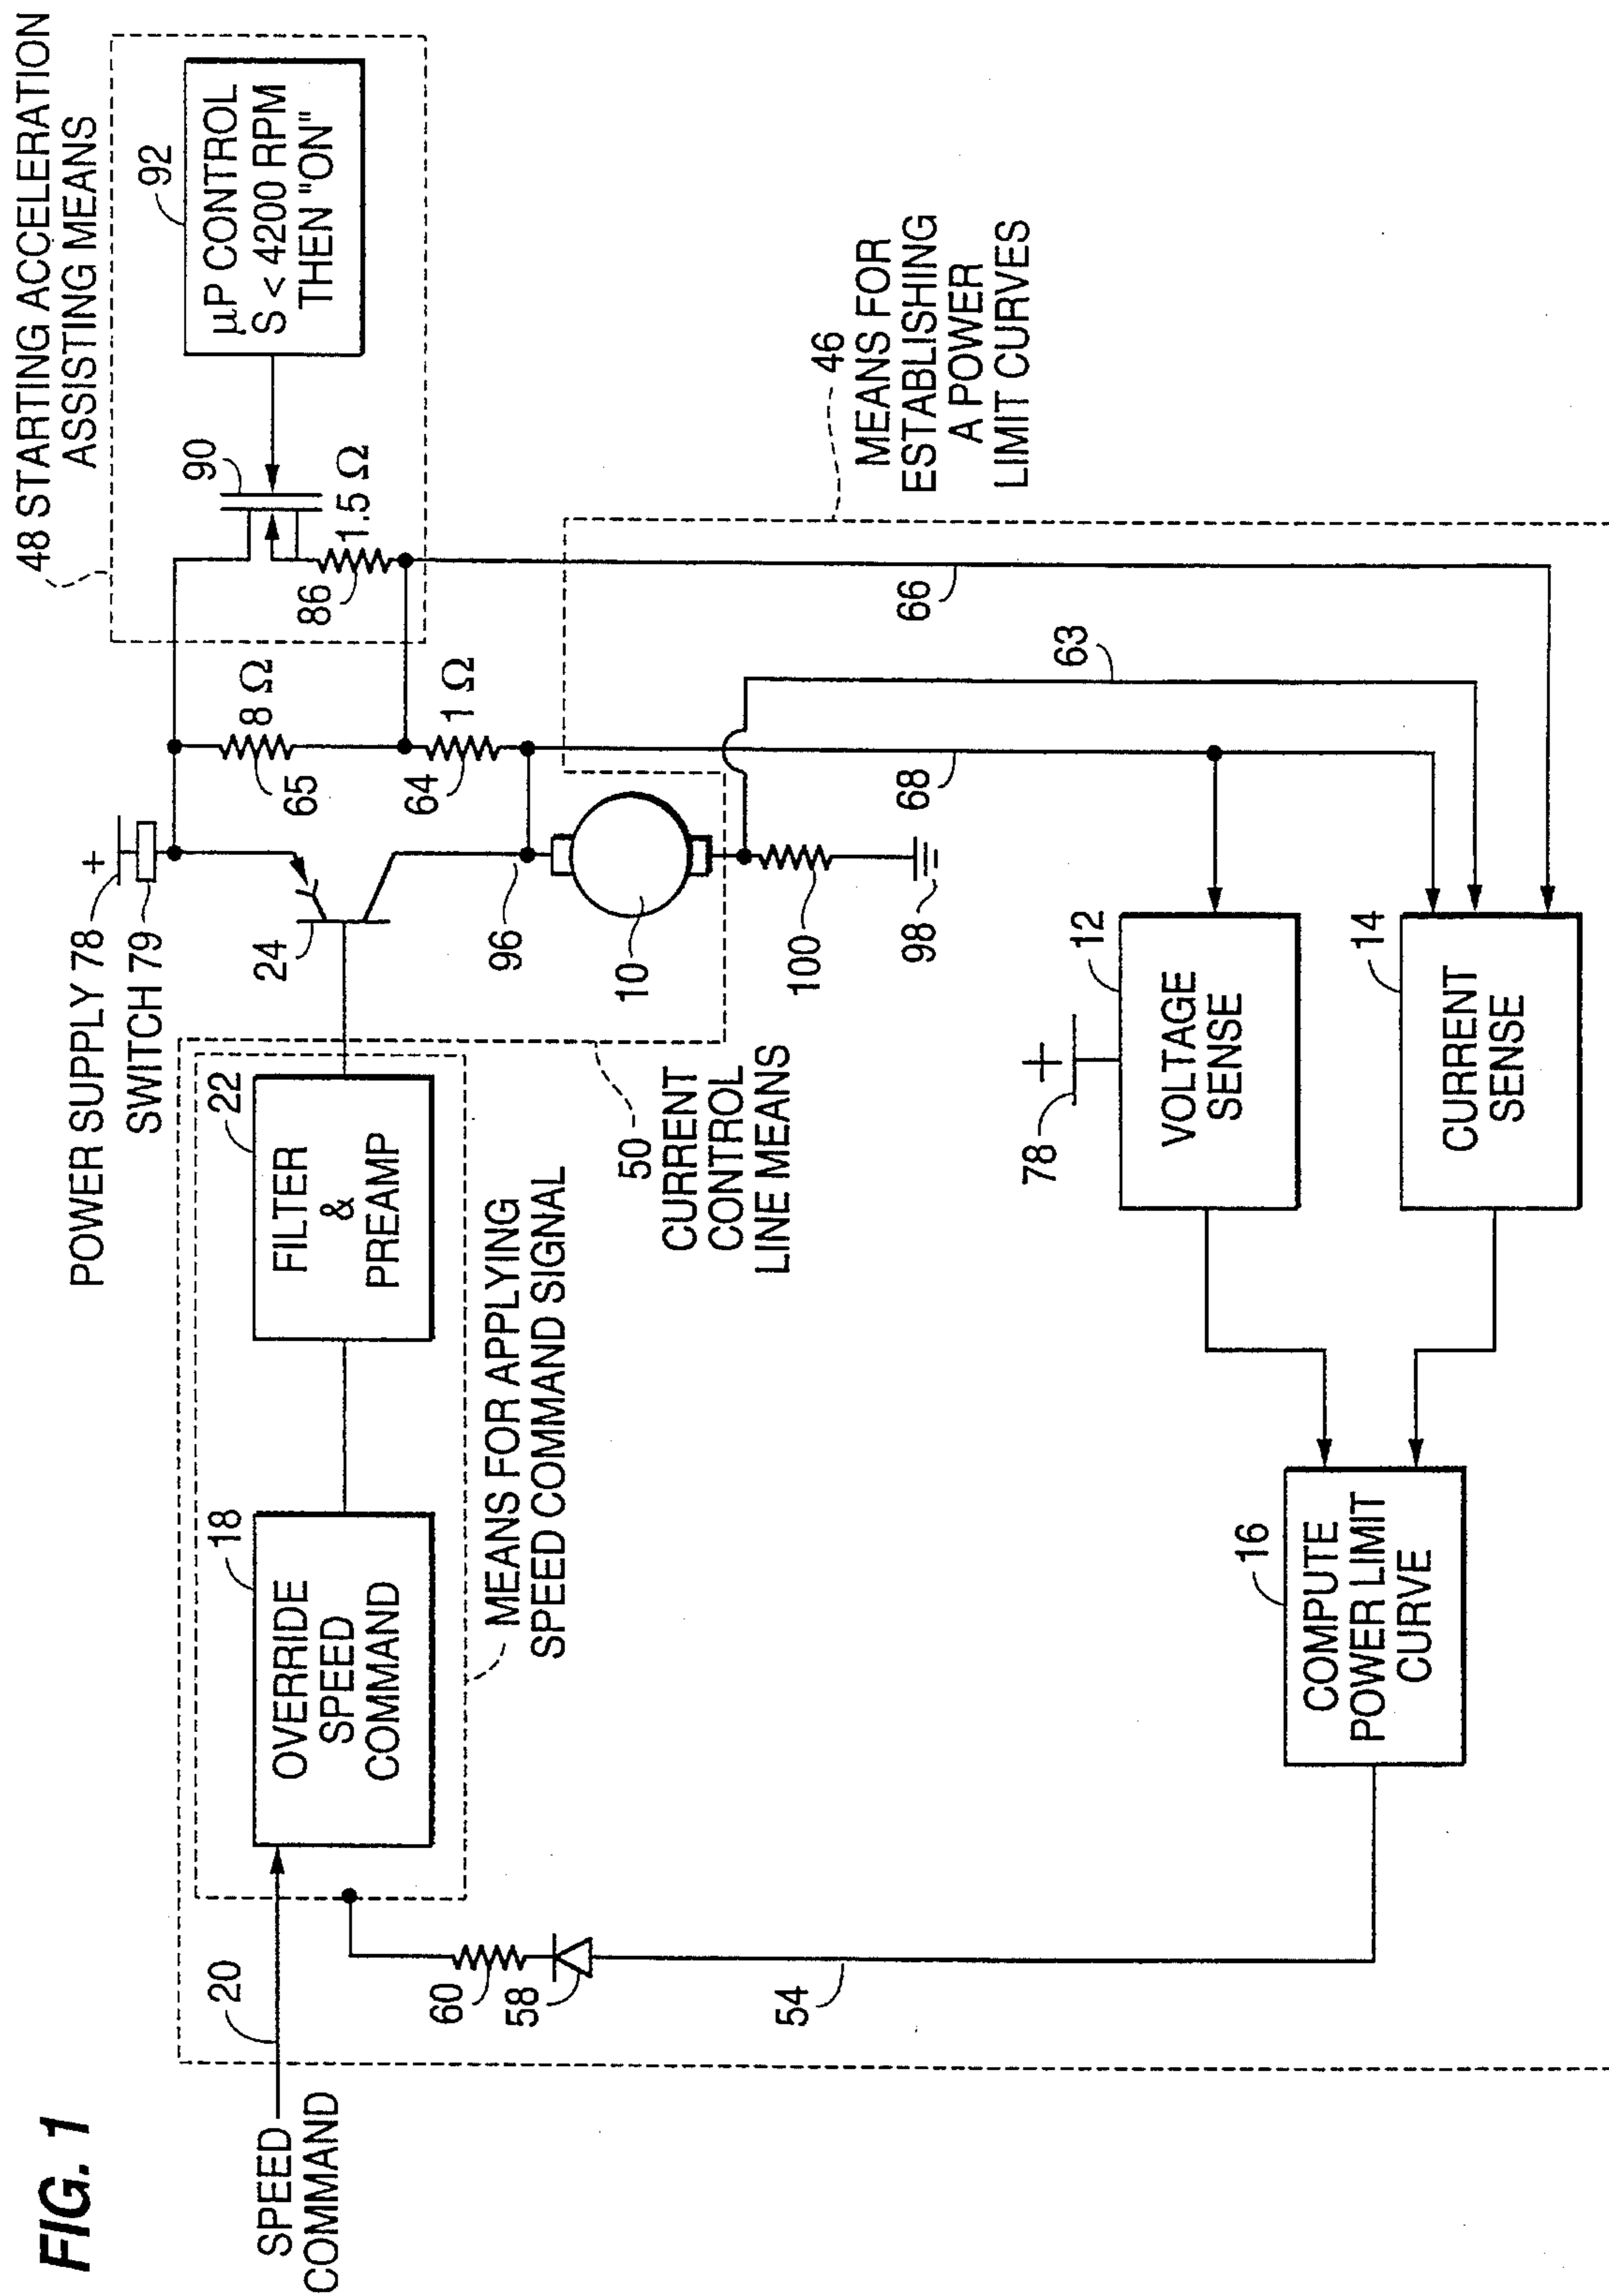 FIG. 1
SPEED
COMMAND
20
18
OVERRIDE
SPEED
COMMAND
22
FILTER
&
PREAMP
MEANS FOR APPLYING
SPEED COMMAND SIGNAL
50
CURRENT
CONTROL
LINE MEANS
POWER SUPPLY 78
+
SWITCH 79
24
65
8 Ω
64
1 Ω
96
10
100
98
48 STARTING ACCELERATION
ASSISTING MEANS
90
86
1.5 Ω
92
μP CONTROL
S < 4200 RPM
THEN "ON"
46
MEANS FOR
ESTABLISHING
A POWER
LIMIT CURVES
66
63
68
60
58
54
16
COMPUTE
POWER LIMIT
CURVE
78
+
12
VOLTAGE
SENSE
14
CURRENT
SENSE